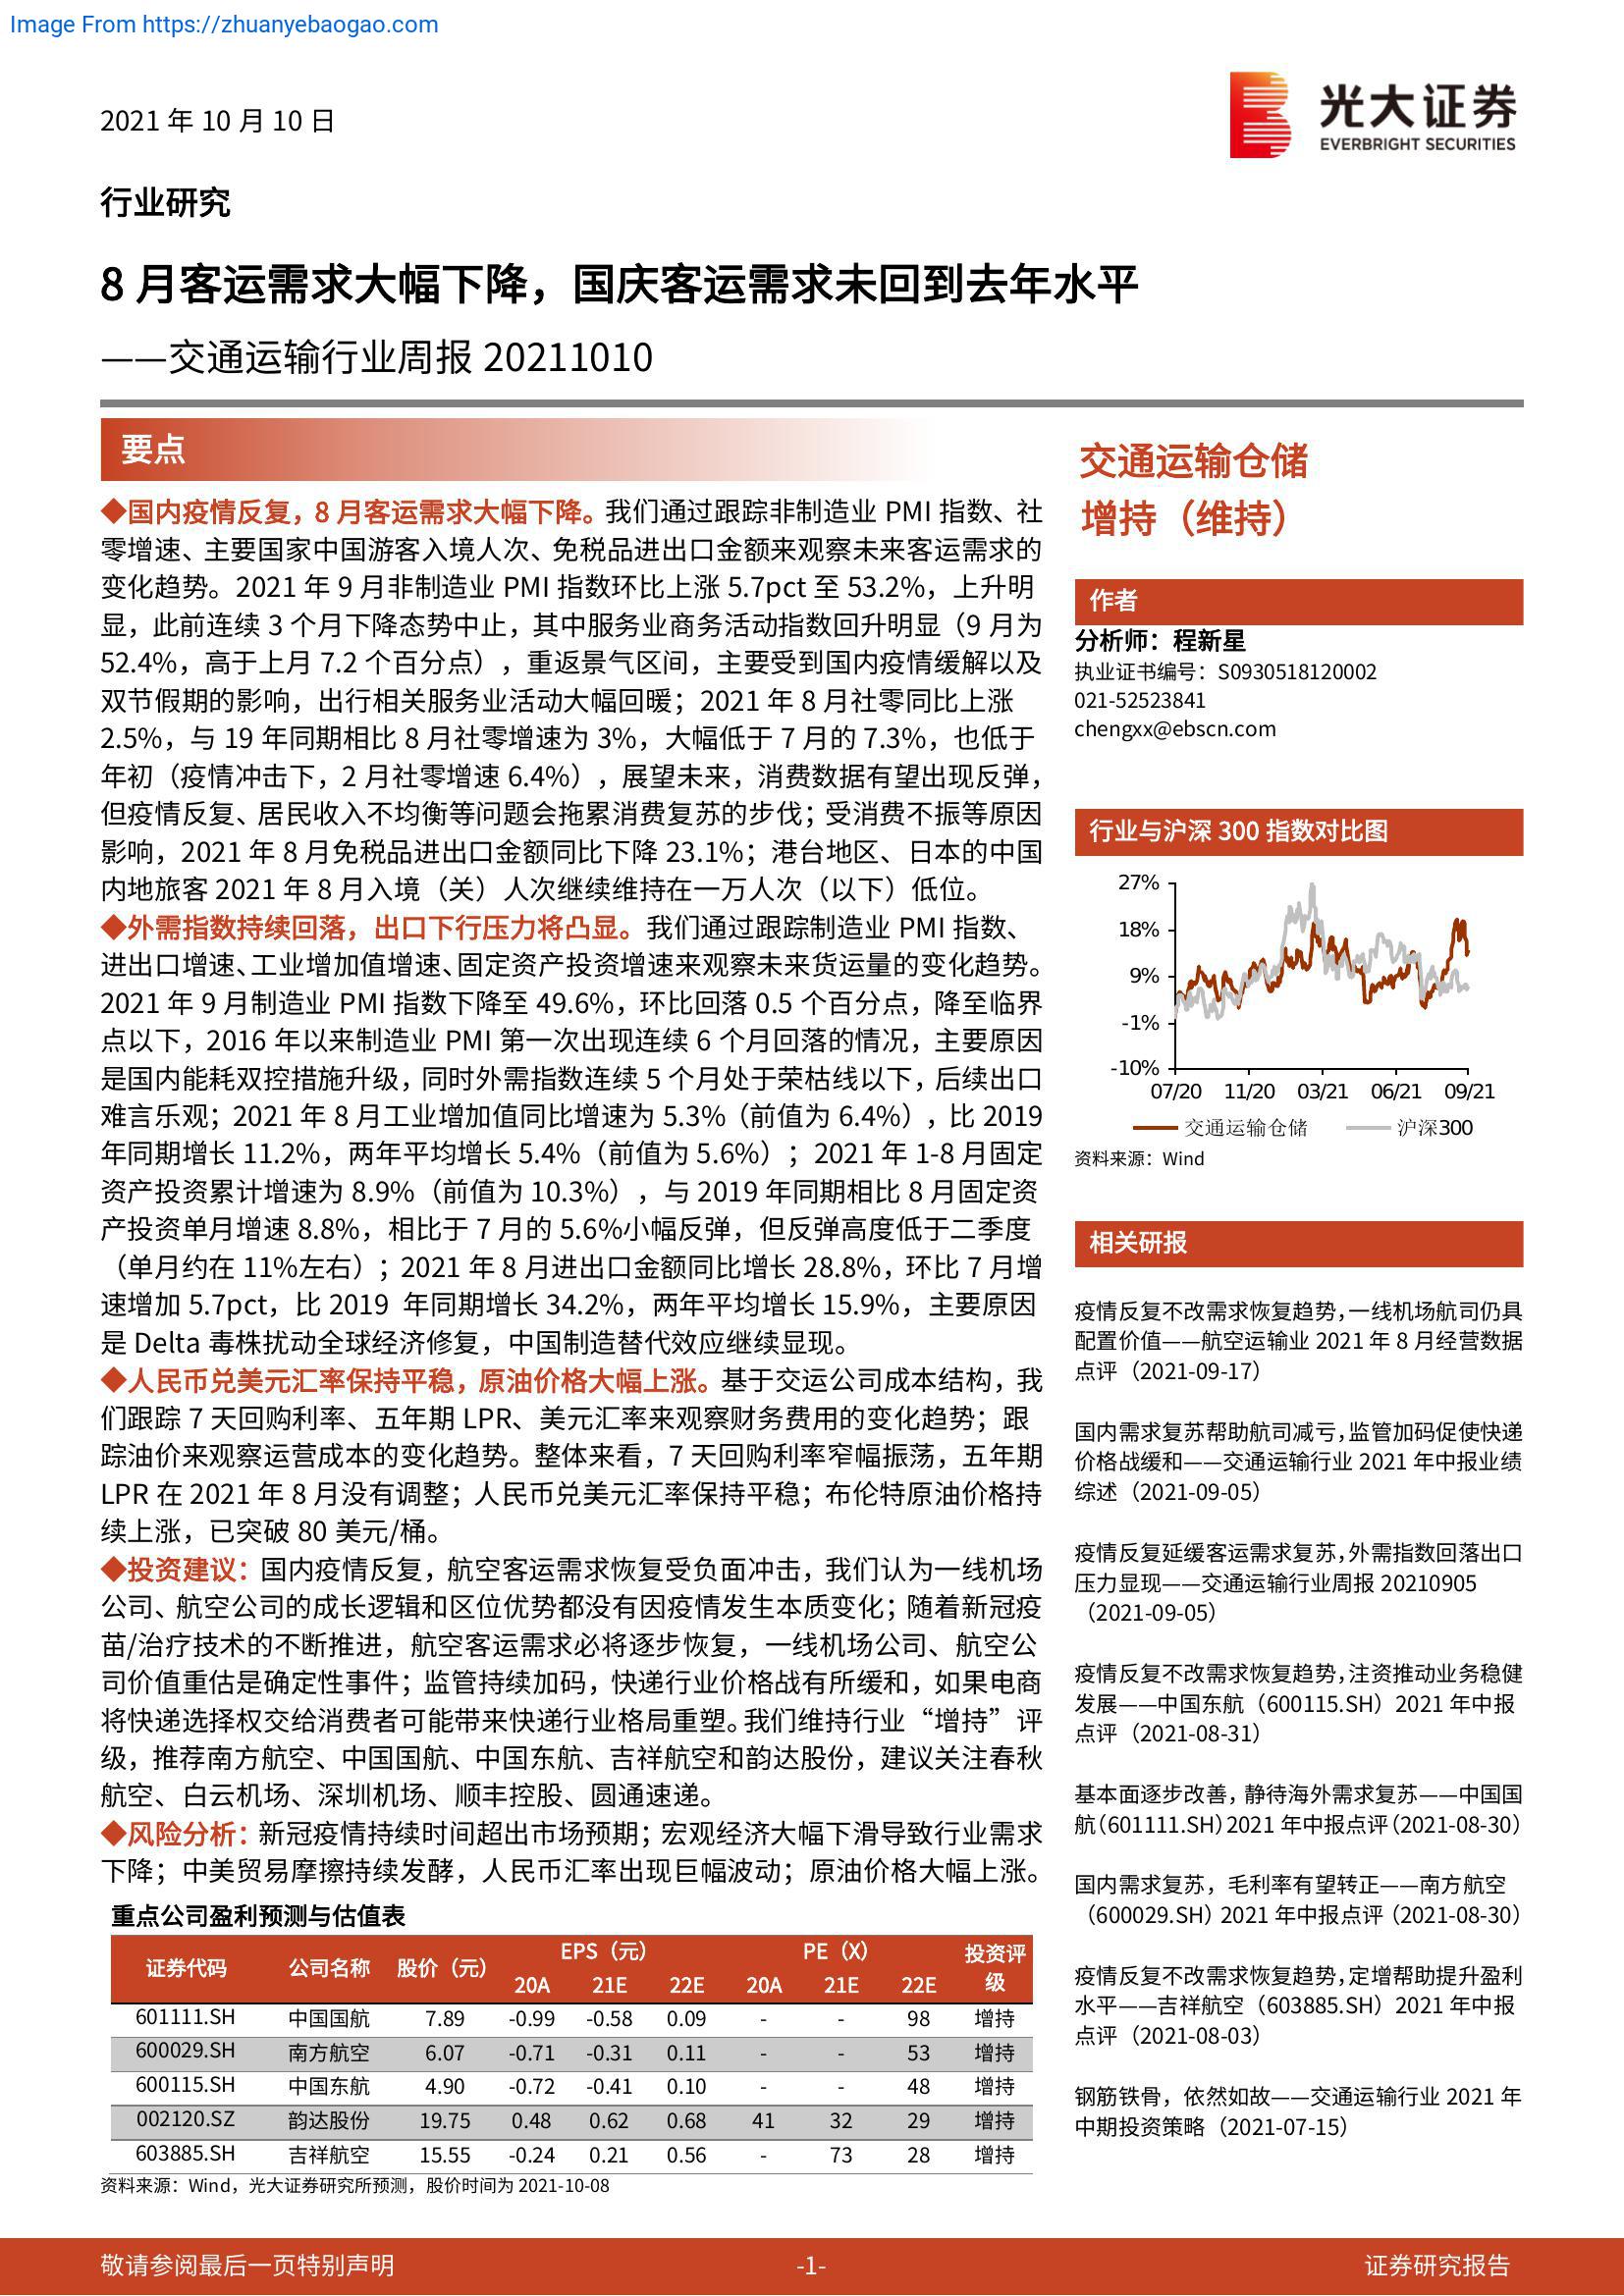 Image From https://zhuanyebaogao.com
2021 年 10 月 10 日
光大证券
EVERBRIGHT SECURITIES
行业研究
8 月客运需求大幅下降，国庆客运需求未回到去年水平
——交通运输行业周报 20211010
要点
◆国内疫情反复，8 月客运需求大幅下降。我们通过跟踪非制造业 PMI 指数、社
零增速、主要国家中国游客入境人次、免税品进出口金额来观察未来客运需求的
变化趋势。2021 年 9 月非制造业 PMI 指数环比上涨 5.7pct 至 53.2%，上升明
显，此前连续 3 个月下降态势中止，其中服务业商务活动指数回升明显（9 月为
52.4%，高于上月 7.2 个百分点），重返景气区间，主要受到国内疫情缓解以及
双节假期的影响，出行相关服务业活动大幅回暖；2021 年 8 月社零同比上涨
2.5%，与 19 年同期相比 8 月社零增速为 3%，大幅低于 7 月的 7.3%，也低于
年初（疫情冲击下，2 月社零增速 6.4%），展望未来，消费数据有望出现反弹，
但疫情反复、居民收入不均衡等问题会拖累消费复苏的步伐；受消费不振等原因
影响，2021 年 8 月免税品进出口金额同比下降 23.1%；港台地区、日本的中国
内地旅客 2021 年 8 月入境（关）人次继续维持在一万人次（以下）低位。
◆外需指数持续回落，出口下行压力将凸显。我们通过跟踪制造业 PMI 指数、
进出口增速、工业增加值增速、固定资产投资增速来观察未来货运量的变化趋势。
2021 年 9 月制造业 PMI 指数下降至 49.6%，环比回落 0.5 个百分点，降至临界
点以下，2016 年以来制造业 PMI 第一次出现连续 6 个月回落的情况，主要原因
是国内能耗双控措施升级，同时外需指数连续 5 个月处于荣枯线以下，后续出口
难言乐观；2021 年 8 月工业增加值同比增速为 5.3%（前值为 6.4%），比 2019
年同期增长 11.2%，两年平均增长 5.4%（前值为 5.6%）；2021 年 1-8 月固定
资产投资累计增速为 8.9%（前值为 10.3%），与 2019 年同期相比 8 月固定资
产投资单月增速 8.8%，相比于 7 月的 5.6%小幅反弹，但反弹高度低于二季度
（单月约在 11%左右）；2021 年 8 月进出口金额同比增长 28.8%，环比 7 月增
速增加 5.7pct，比 2019 年同期增长 34.2%，两年平均增长 15.9%，主要原因
是 Delta 毒株扰动全球经济修复，中国制造替代效应继续显现。
◆人民币兑美元汇率保持平稳，原油价格大幅上涨。基于交运公司成本结构，我
们跟踪 7 天回购利率、五年期 LPR、美元汇率来观察财务费用的变化趋势；跟
踪油价来观察运营成本的变化趋势。整体来看，7 天回购利率窄幅振荡，五年期
LPR 在 2021 年 8 月没有调整；人民币兑美元汇率保持平稳；布伦特原油价格持
续上涨，已突破 80 美元/桶。
◆投资建议：国内疫情反复，航空客运需求恢复受负面冲击，我们认为一线机场
公司、航空公司的成长逻辑和区位优势都没有因疫情发生本质变化；随着新冠疫
苗/治疗技术的不断推进，航空客运需求必将逐步恢复，一线机场公司、航空公
司价值重估是确定性事件；监管持续加码，快递行业价格战有所缓和，如果电商
将快递选择权交给消费者可能带来快递行业格局重塑。我们维持行业“增持”评
级，推荐南方航空、中国国航、中国东航、吉祥航空和韵达股份，建议关注春秋
航空、白云机场、深圳机场、顺丰控股、圆通速递。
◆风险分析：新冠疫情持续时间超出市场预期；宏观经济大幅下滑导致行业需求
下降；中美贸易摩擦持续发酵，人民币汇率出现巨幅波动；原油价格大幅上涨。
重点公司盈利预测与估值表
证券代码 公司名称 股价（元） EPS（元） PE（X） 投资评级
20A 21E 22E 20A 21E 22E
601111.SH 中国国航 7.89 -0.99 -0.58 0.09 - - 98 增持
600029.SH 南方航空 6.07 -0.71 -0.31 0.11 - - 53 增持
600115.SH 中国东航 4.90 -0.72 -0.41 0.10 - - 48 增持
002120.SZ 韵达股份 19.75 0.48 0.62 0.68 41 32 29 增持
603885.SH 吉祥航空 15.55 -0.24 0.21 0.56 - 73 28 增持
资料来源：Wind，光大证券研究所预测，股价时间为 2021-10-08
交通运输仓储
增持（维持）
作者
分析师：程新星
执业证书编号：S0930518120002
021-52523841
chengxx@ebscn.com
行业与沪深 300 指数对比图
27%
18%
9%
-1%
-10%
07/20 11/20 03/21 06/21 09/21
交通运输仓储 沪深300
资料来源：Wind
相关研报
疫情反复不改需求恢复趋势，一线机场航司仍具
配置价值——航空运输业 2021 年 8 月经营数据
点评（2021-09-17）
国内需求复苏帮助航司减亏，监管加码促使快递
价格战缓和——交通运输行业 2021 年中报业绩
综述（2021-09-05）
疫情反复延缓客运需求复苏，外需指数回落出口
压力显现——交通运输行业周报 20210905
（2021-09-05）
疫情反复不改需求恢复趋势，注资推动业务稳健
发展——中国东航（600115.SH）2021 年中报
点评（2021-08-31）
基本面逐步改善，静待海外需求复苏——中国国
航（601111.SH）2021 年中报点评（2021-08-30）
国内需求复苏，毛利率有望转正——南方航空
（600029.SH）2021 年中报点评（2021-08-30）
疫情反复不改需求恢复趋势，定增帮助提升盈利
水平——吉祥航空（603885.SH）2021 年中报
点评（2021-08-03）
钢筋铁骨，依然如故——交通运输行业 2021 年
中期投资策略（2021-07-15）
敬请参阅最后一页特别声明 -1- 证券研究报告